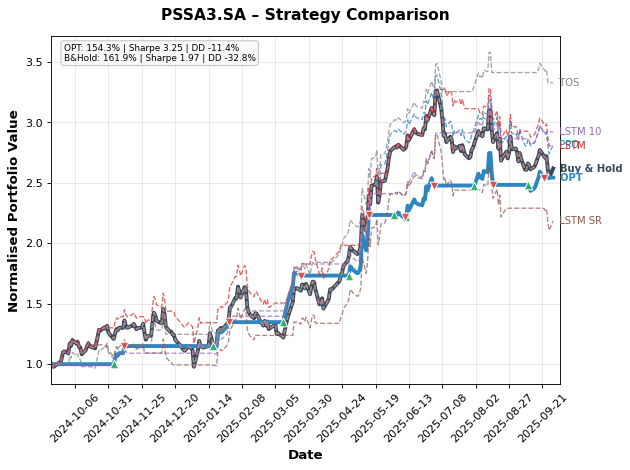 PSSA3.SA – Strategy Comparison
OPT: 154.3% | Sharpe 3.25 | DD -11.4%
B&Hold: 161.9% | Sharpe 1.97 | DD -32.8%
Normalised Portfolio Value
3.5
3.0
2.5
2.0
1.5
1.0
TOS
LSTM 10
LSTM
Buy & Hold
OPT
LSTM SR
2024-10-06
2024-10-31
2024-11-25
2024-12-20
2025-01-14
2025-02-08
2025-03-05
2025-03-30
2025-04-24
2025-05-19
2025-06-13
2025-07-08
2025-08-02
2025-08-27
2025-09-21
Date